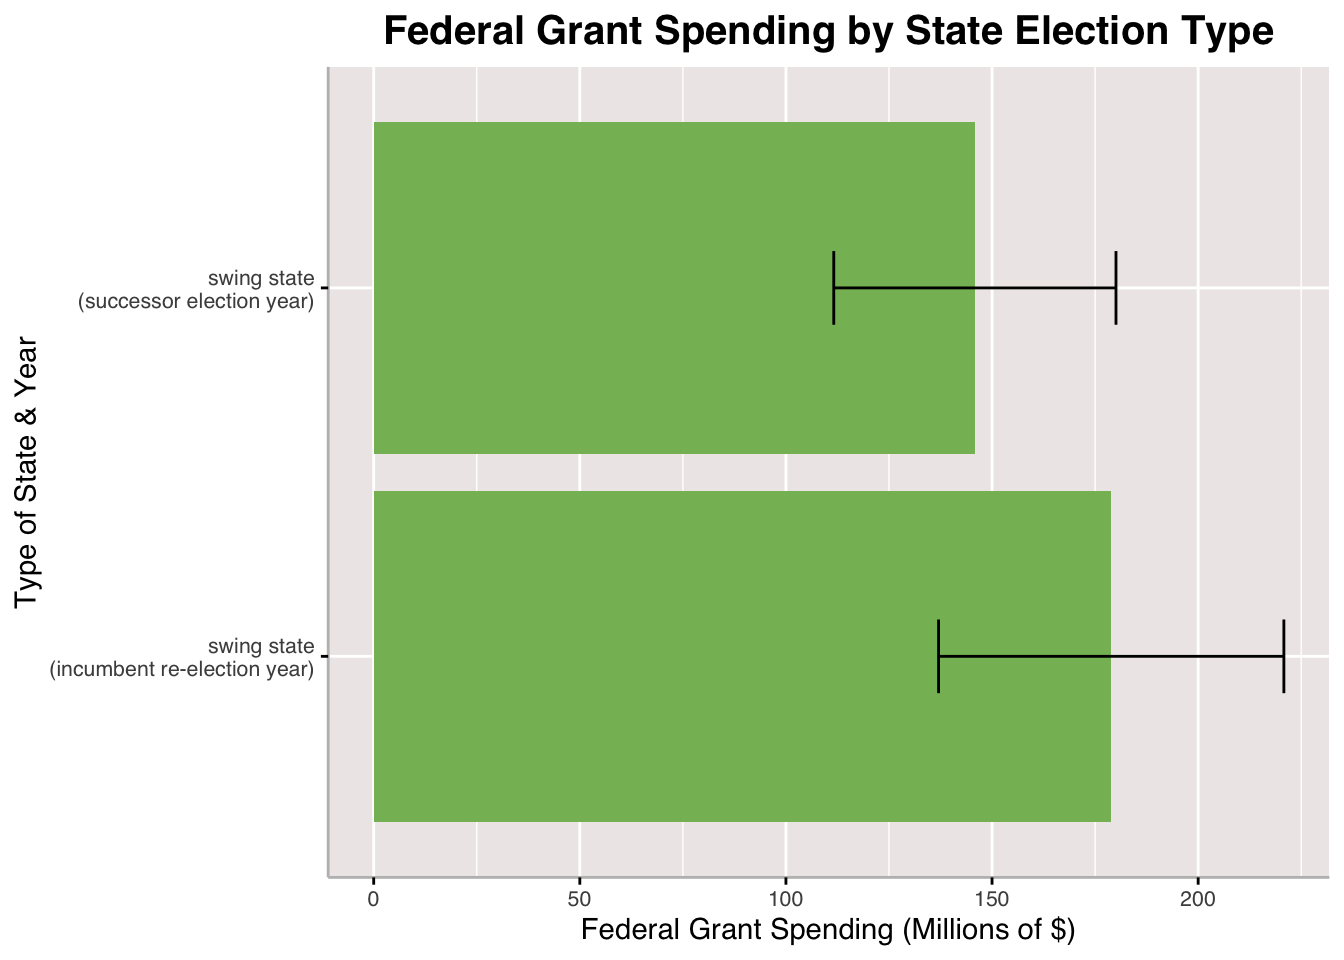 Federal Grant Spending by State Election Type
Type of State & Year
swing state
(successor election year)
swing state
(incumbent re-election year)
0 50 100 150 200
Federal Grant Spending (Millions of $)